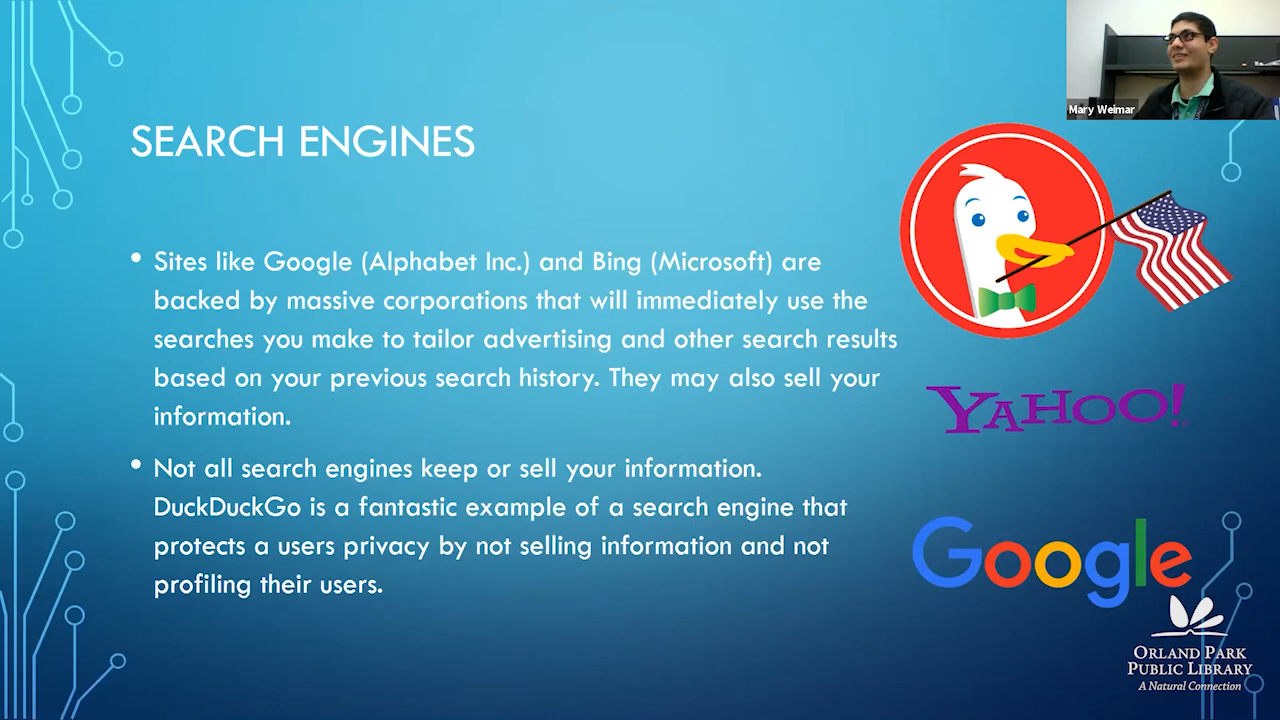 Mary Weimar
SEARCH ENGINES
• Sites like Google (Alphabet Inc.) and Bing (Microsoft) are
backed by massive corporations that will immediately use the
searches you make to tailor advertising and other search results
based on your previous search history. They may also sell your
information.
• Not all search engines keep or sell your information.
DuckDuckGo is a fantastic example of a search engine that
protects a users privacy by not selling information and not
profiling their users.
YAHOO!
Google
ORLAND PARK
PUBLIC LIBRARY
A Natural Connection